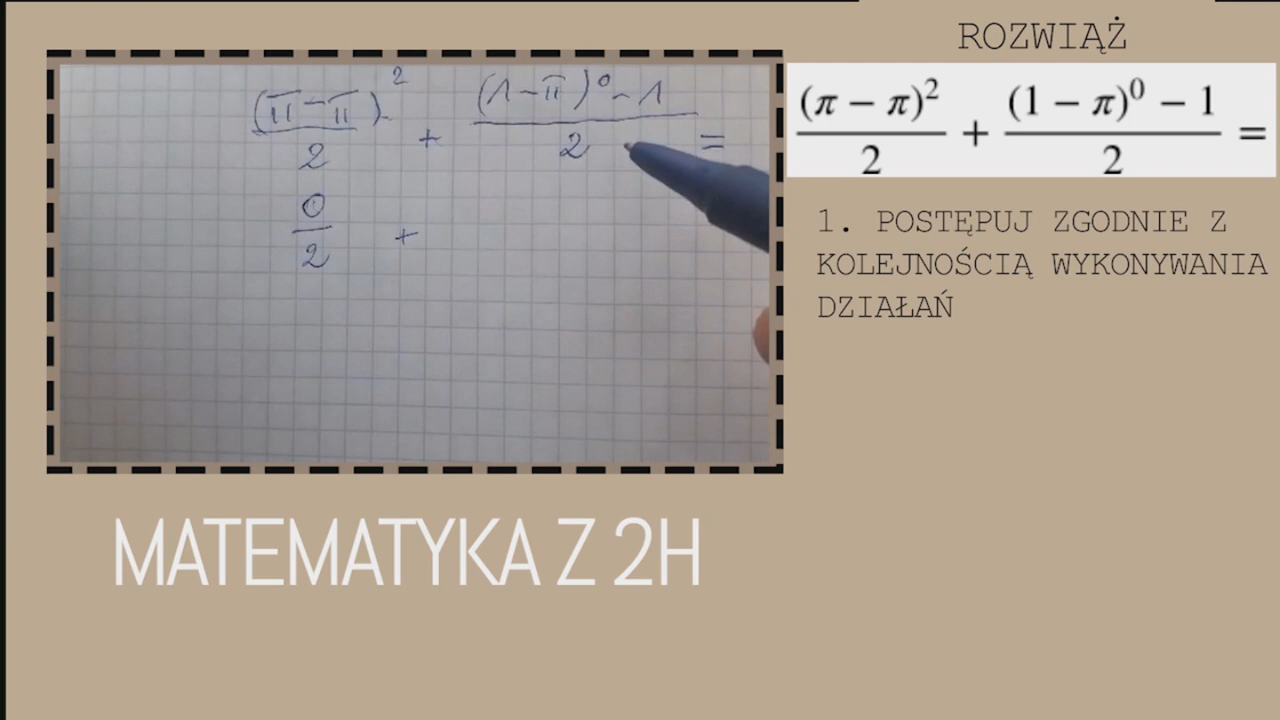 ROZWIĄŻ
(π − π)² / 2 + (1 − π)⁰ − 1 / 2 =
1. POSTĘPUJ ZGODNIE Z
KOLEJNOŚCIĄ WYKONYWANIA
DZIAŁAŃ
(π − π)² / 2 + (1 − π)⁰ − 1 / 2 =
0 / 2 +
MATEMATYKA Z 2H